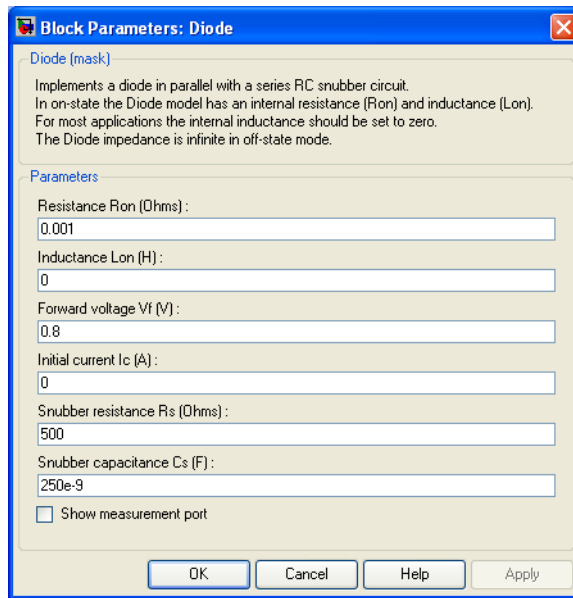 Block Parameters: Diode
Diode (mask)
Implements a diode in parallel with a series RC snubber circuit.
In on-state the Diode model has an internal resistance (Ron) and inductance (Lon).
For most applications the internal inductance should be set to zero.
The Diode impedance is infinite in off-state mode.
Parameters
Resistance Ron (Ohms) :
0.001
Inductance Lon (H) :
0
Forward voltage Vf (V) :
0.8
Initial current Ic (A) :
0
Snubber resistance Rs (Ohms) :
500
Snubber capacitance Cs (F) :
250e-9
Show measurement port
OK Cancel Help Apply